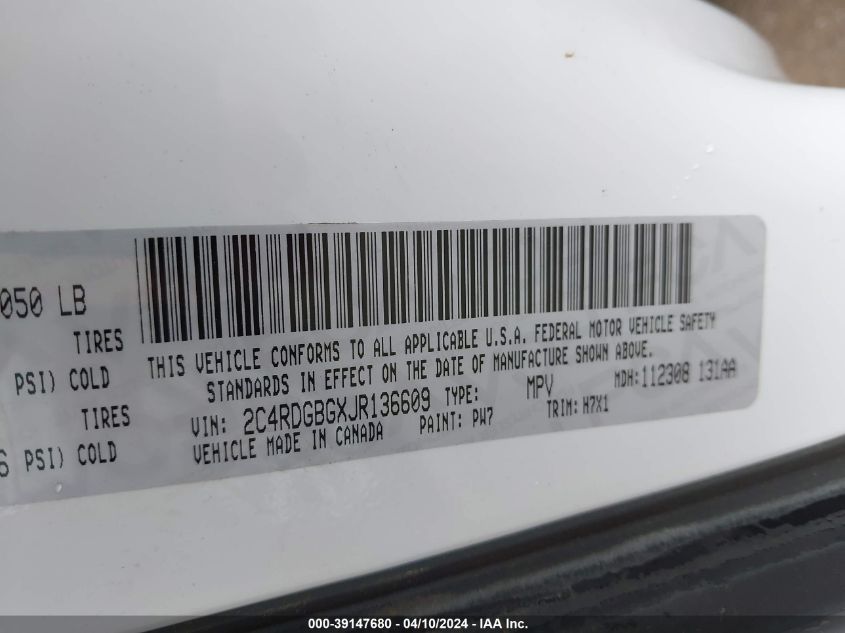 050 LB
TIRES
PSI) COLD
TIRES
6 PSI) COLD
THIS VEHICLE CONFORMS TO ALL APPLICABLE U.S.A. FEDERAL MOTOR VEHICLE SAFETY
STANDARDS IN EFFECT ON THE DATE OF MANUFACTURE SHOWN ABOVE.
VIN: 2C4RDGBGXJR136609 TYPE: MPV MDH: 112308 131AA
VEHICLE MADE IN CANADA PAINT: PW7 TRIM: H7X1
000-39147680 - 04/10/2024 - IAA Inc.